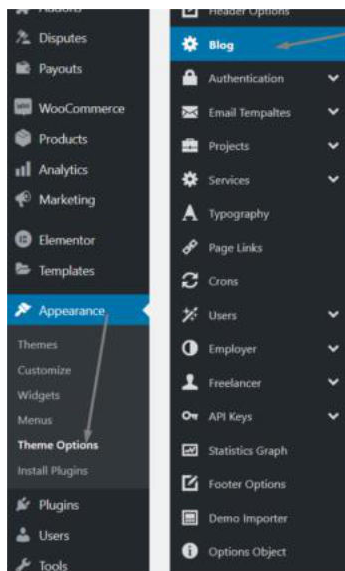 Addons
Disputes
Payouts
WooCommerce
Products
Analytics
Marketing
Elementor
Templates
Appearance
Themes
Customize
Widgets
Menus
Theme Options
Install Plugins
Plugins
Users
Tools
Header Options
Blog
Authentication
Email Tempaltes
Projects
Services
Typography
Page Links
Crons
Users
Employer
Freelancer
API Keys
Statistics Graph
Footer Options
Demo Importer
Options Object